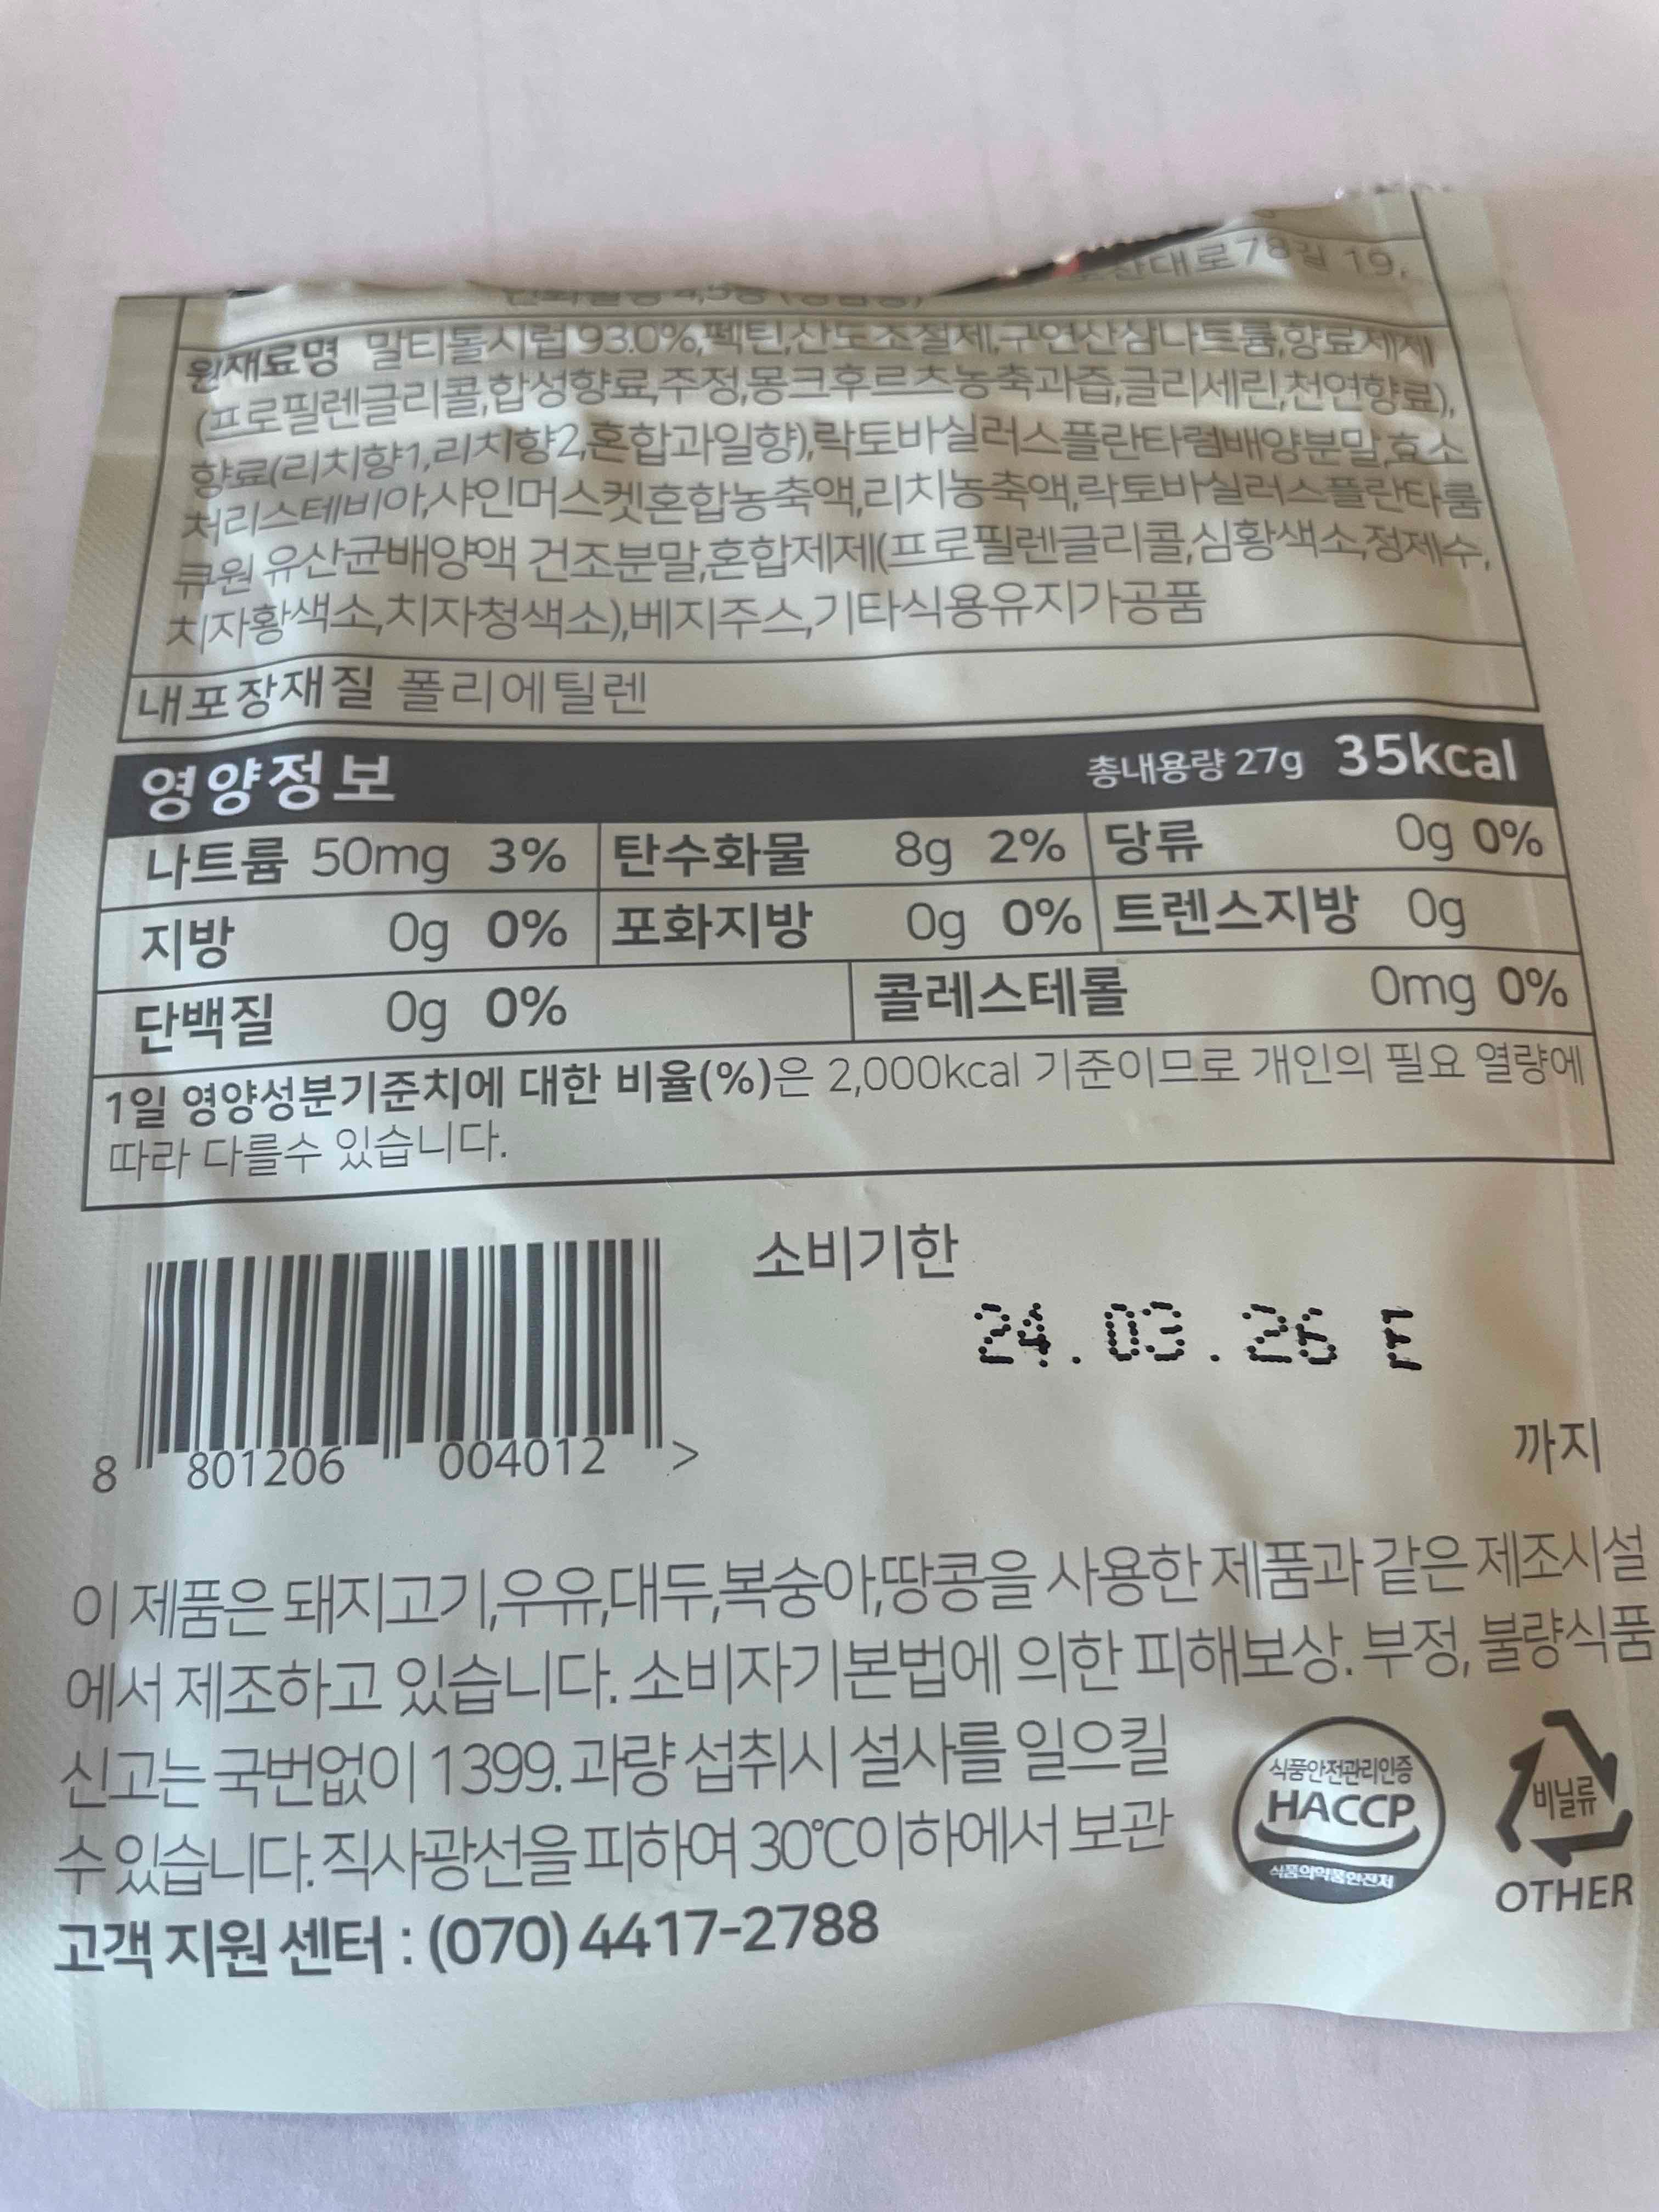 대로78길 19,
원재료명 말티톨시럽 93.0%,펙틴,산도조절제,구연산삼나트륨,향료제제
(프로필렌글리콜,합성향료,주정,몽크후르츠농축과즙,글리세린,천연향료),
향료(리치향1,리치향2,혼합과일향),락토바실러스플란타럼배양분말,효소
처리스테비아,샤인머스켓혼합농축액,리치농축액,락토바실러스플란타룸
큐원 유산균배양액 건조분말,혼합제제(프로필렌글리콜,심황색소,정제수,
치자황색소,치자청색소),베지주스,기타식용유지가공품
내포장재질 폴리에틸렌
영양정보 총내용량 27g 35kcal
나트륨 50mg 3% 탄수화물 8g 2% 당류 0g 0%
지방 0g 0% 포화지방 0g 0% 트렌스지방 0g
단백질 0g 0% 콜레스테롤 0mg 0%
1일 영양성분기준치에 대한 비율(%)은 2,000kcal 기준이므로 개인의 필요 열량에
따라 다를수 있습니다.
소비기한
24.03.26 E
까지
8 801206 004012 >
이 제품은 돼지고기,우유,대두,복숭아,땅콩을 사용한 제품과 같은 제조시설
에서 제조하고 있습니다. 소비자기본법에 의한 피해보상. 부정, 불량식품
신고는 국번없이 1399. 과량 섭취시 설사를 일으킬
수 있습니다. 직사광선을 피하여 30℃이하에서 보관
고객 지원 센터 : (070) 4417-2788
식품안전관리인증
HACCP
식품의약품안전처
비닐류
OTHER